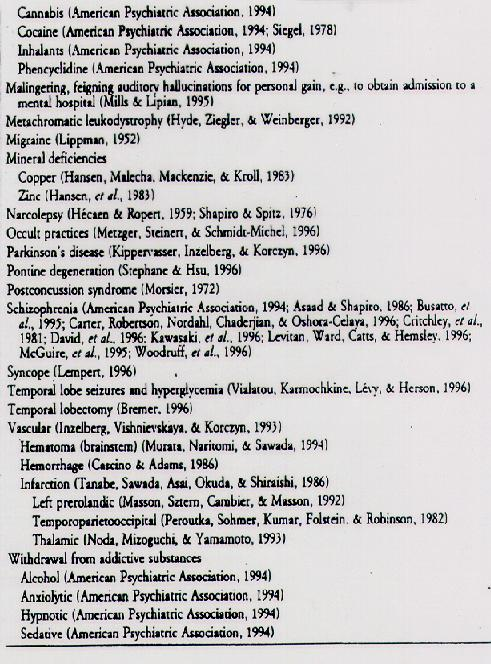 Cannabis (American Psychiatric Association, 1994)
Cocaine (American Psychiatric Association, 1994; Siegel, 1978)
Inhalants (American Psychiatric Association, 1994)
Phencyclidine (American Psychiatric Association, 1994)
Malingering, feigning auditory hallucinations for personal gain, e.g., to obtain admission to a
mental hospital (Mills & Lipian, 1995)
Metachromatic leukodystrophy (Hyde, Ziegler, & Weinberger, 1992)
Migraine (Lippman, 1952)
Mineral deficiencies
Copper (Hansen, Malecha, Mackenzie, & Kroll, 1983)
Zinc (Hansen, et al., 1983)
Narcolepsy (Hécaen & Ropert, 1959; Shapiro & Spitz, 1976)
Occult practices (Metzger, Steinert, & Schmidt-Michel, 1996)
Parkinson's disease (Kippervasser, Inzelberg, & Korczyn, 1996)
Pontine degeneration (Stephane & Hsu, 1996)
Postconcussion syndrome (Morsier, 1972)
Schizophrenia (American Psychiatric Association, 1994; Asaad & Shapiro, 1986; Busatto, et
al., 1995; Carter, Robertson, Nordahl, Chaderjian, & Oshora-Celaya, 1996; Critchley, et al.,
1981; David, et al., 1996; Kawasaki, et al., 1996; Levitan, Ward, Catts, & Hemsley, 1996;
McGuire, et al., 1995; Woodruff, et al., 1996)
Syncope (Lempert, 1996)
Temporal lobe seizures and hyperglycemia (Vialatou, Karmochkine, Lévy, & Herson, 1996)
Temporal lobectomy (Bremer, 1996)
Vascular (Inzelberg, Vishnievskaya, & Korczyn, 1993)
Hematoma (brainstem) (Murata, Naritomi, & Sawada, 1994)
Hemorrhage (Cascino & Adams, 1986)
Infarction (Tanabe, Sawada, Asai, Okuda, & Shiraishi, 1986)
Left prerolandic (Masson, Sztern, Cambier, & Masson, 1992)
Temporoparietooccipital (Peroutka, Sohmer, Kumar, Folstein, & Robinson, 1982)
Thalamic (Noda, Mizoguchi, & Yamamoto, 1993)
Withdrawal from addictive substances
Alcohol (American Psychiatric Association, 1994)
Anxiolytic (American Psychiatric Association, 1994)
Hypnotic (American Psychiatric Association, 1994)
Sedative (American Psychiatric Association, 1994)